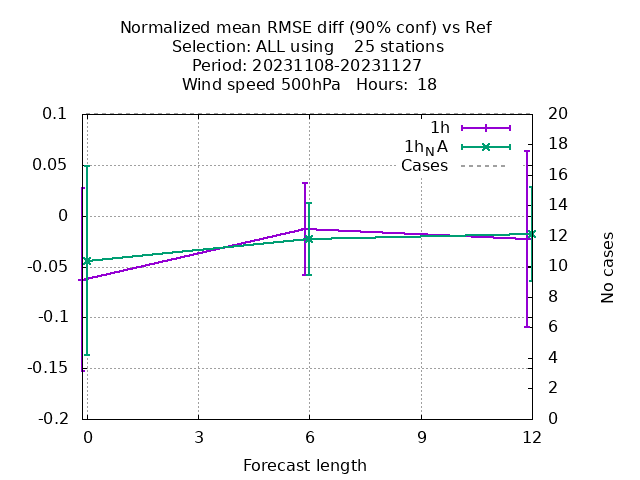 Normalized mean RMSE diff (90% conf) vs Ref
Selection: ALL using    25 stations
Period: 20231108-20231127
Wind speed 500hPa   Hours:  18
0.1
0.05
0
-0.05
-0.1
-0.15
-0.2
20
18
16
14
12
10
8
6
4
2
0
1h
1hNA
Cases
No cases
0
3
6
9
12
Forecast length